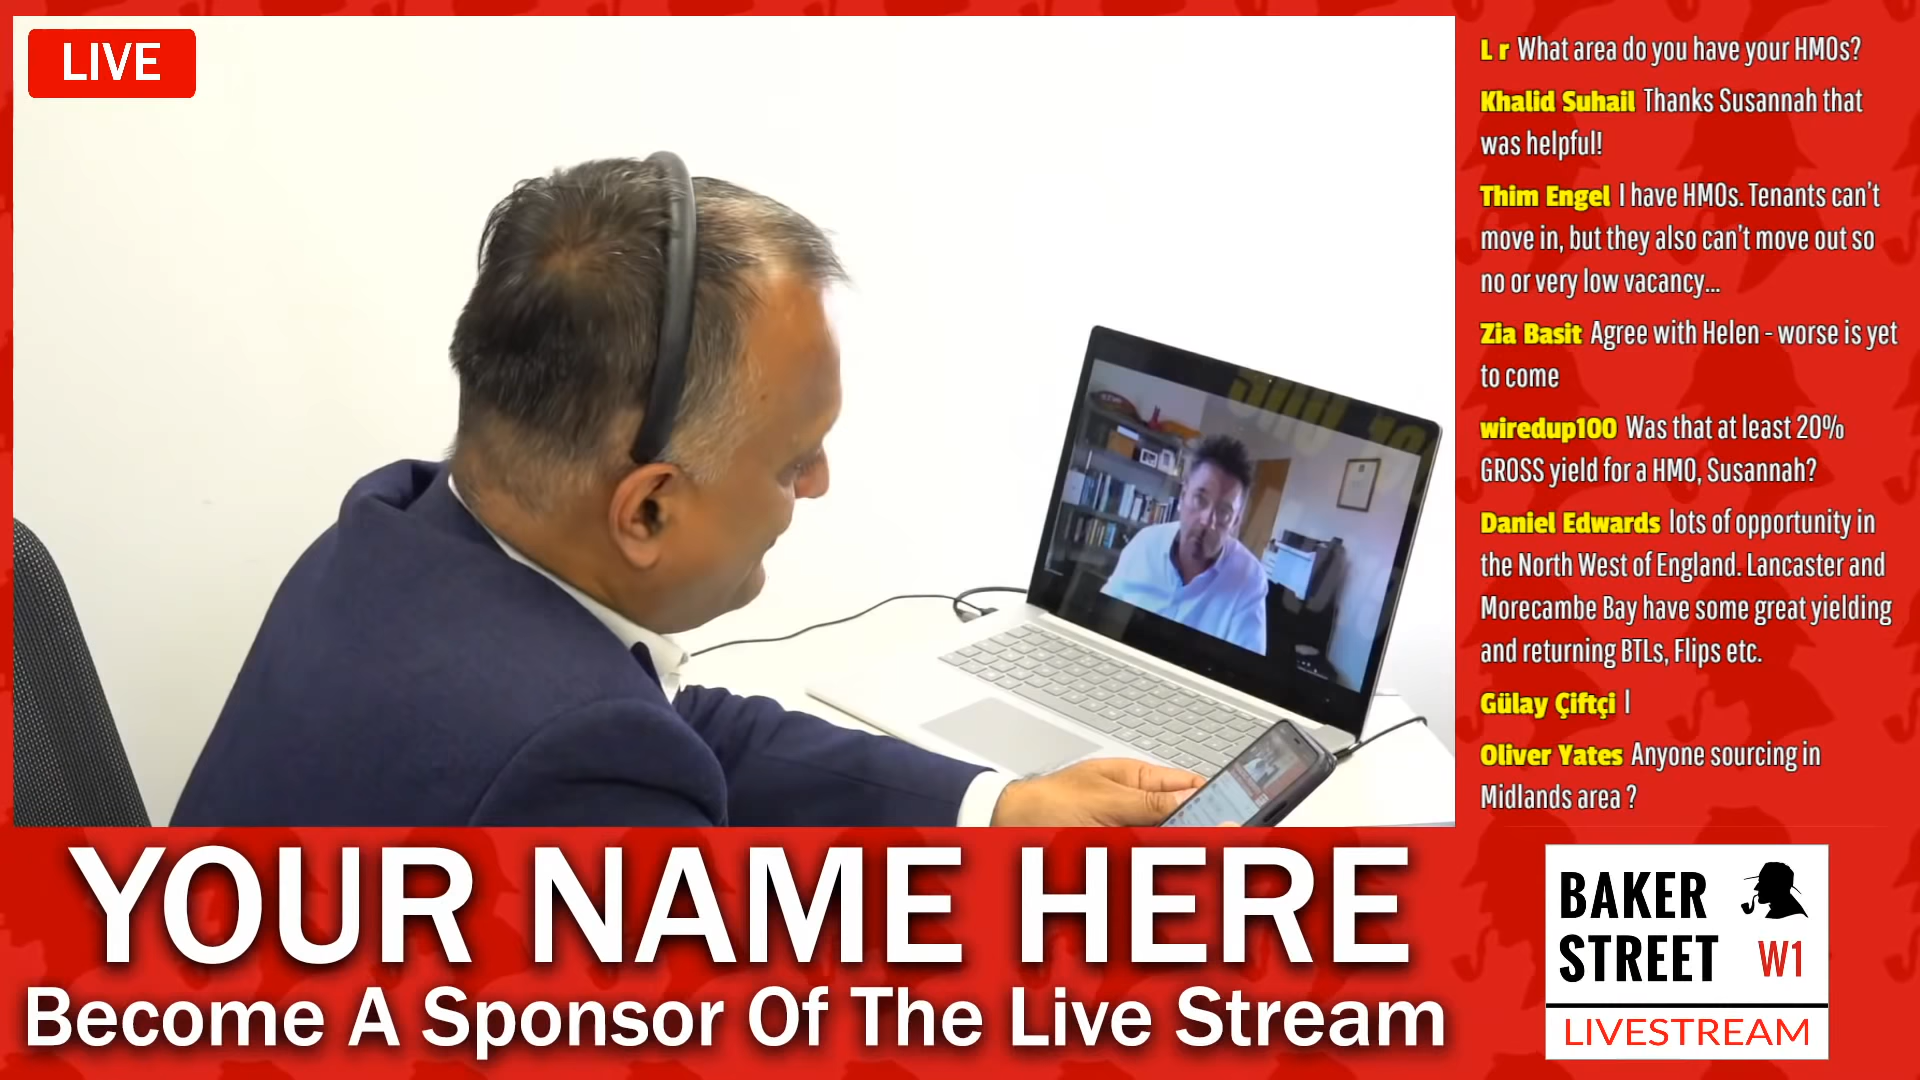 LIVE
L r What area do you have your HMOs?
Khalid Suhail Thanks Susannah that
was helpful!
Thim Engel I have HMOs. Tenants can't
move in, but they also can't move out so
no or very low vacancy...
Zia Basit Agree with Helen - worse is yet
to come
wiredup100 Was that at least 20%
GROSS yield for a HMO, Susannah?
Daniel Edwards lots of opportunity in
the North West of England. Lancaster and
Morecambe Bay have some great yielding
and returning BTLs, Flips etc.
Gülay Çiftçi I
Oliver Yates Anyone sourcing in
Midlands area ?
YOUR NAME HERE
Become A Sponsor Of The Live Stream
BAKER
STREET W1
LIVESTREAM